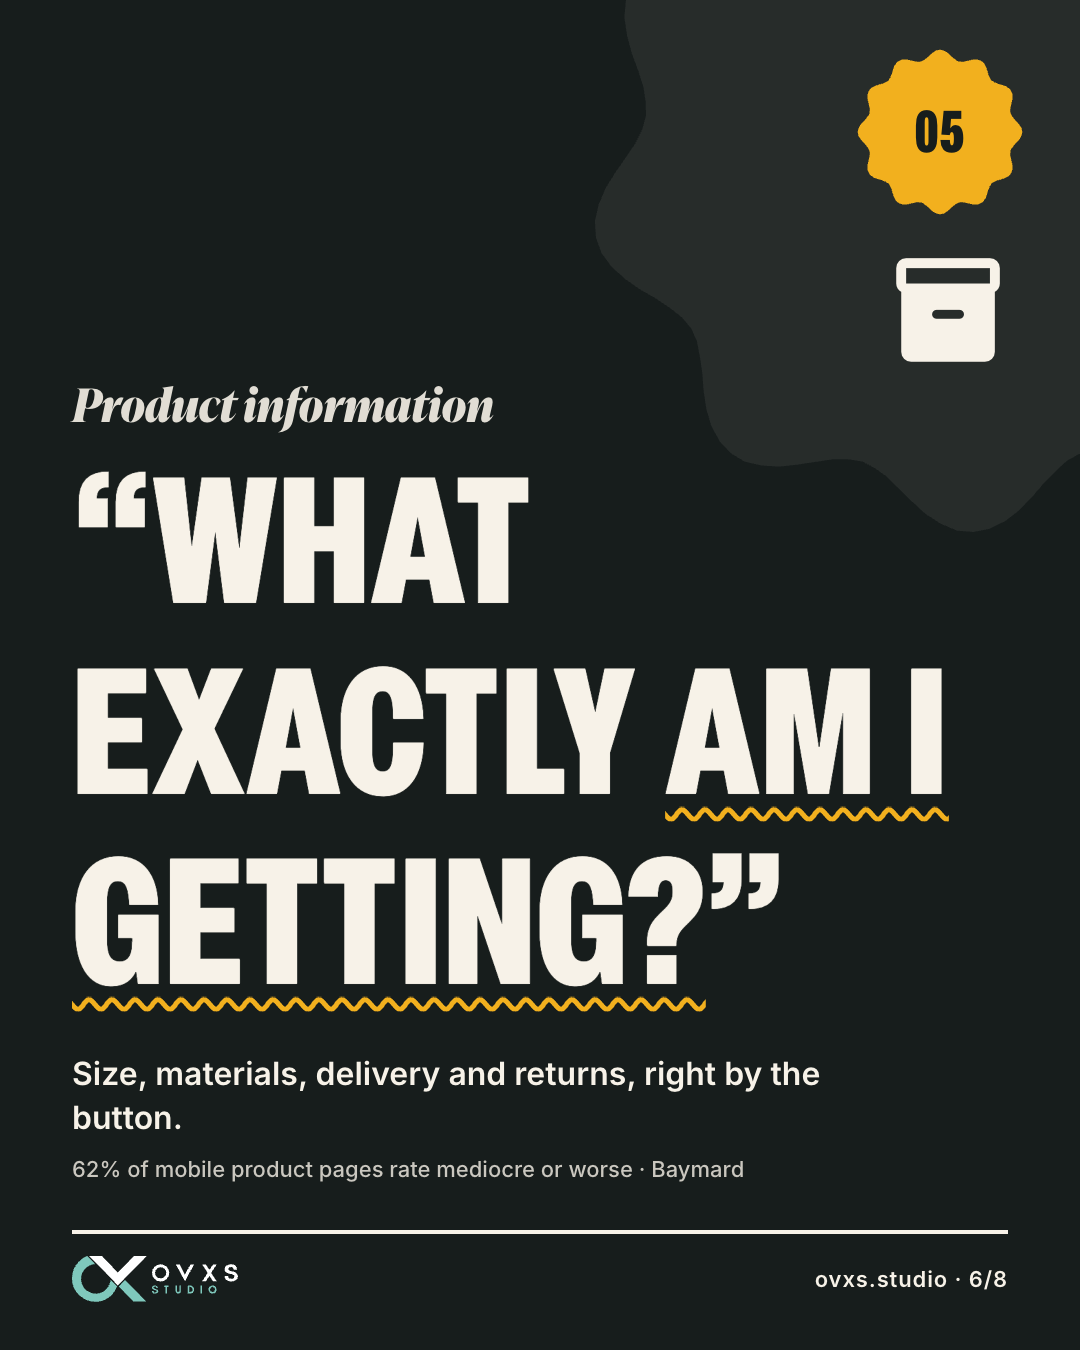 05
Product information
“WHAT
EXACTLY AM I
GETTING?”
Size, materials, delivery and returns, right by the
button.
62% of mobile product pages rate mediocre or worse · Baymard
OVXS
STUDIO
ovxs.studio · 6/8